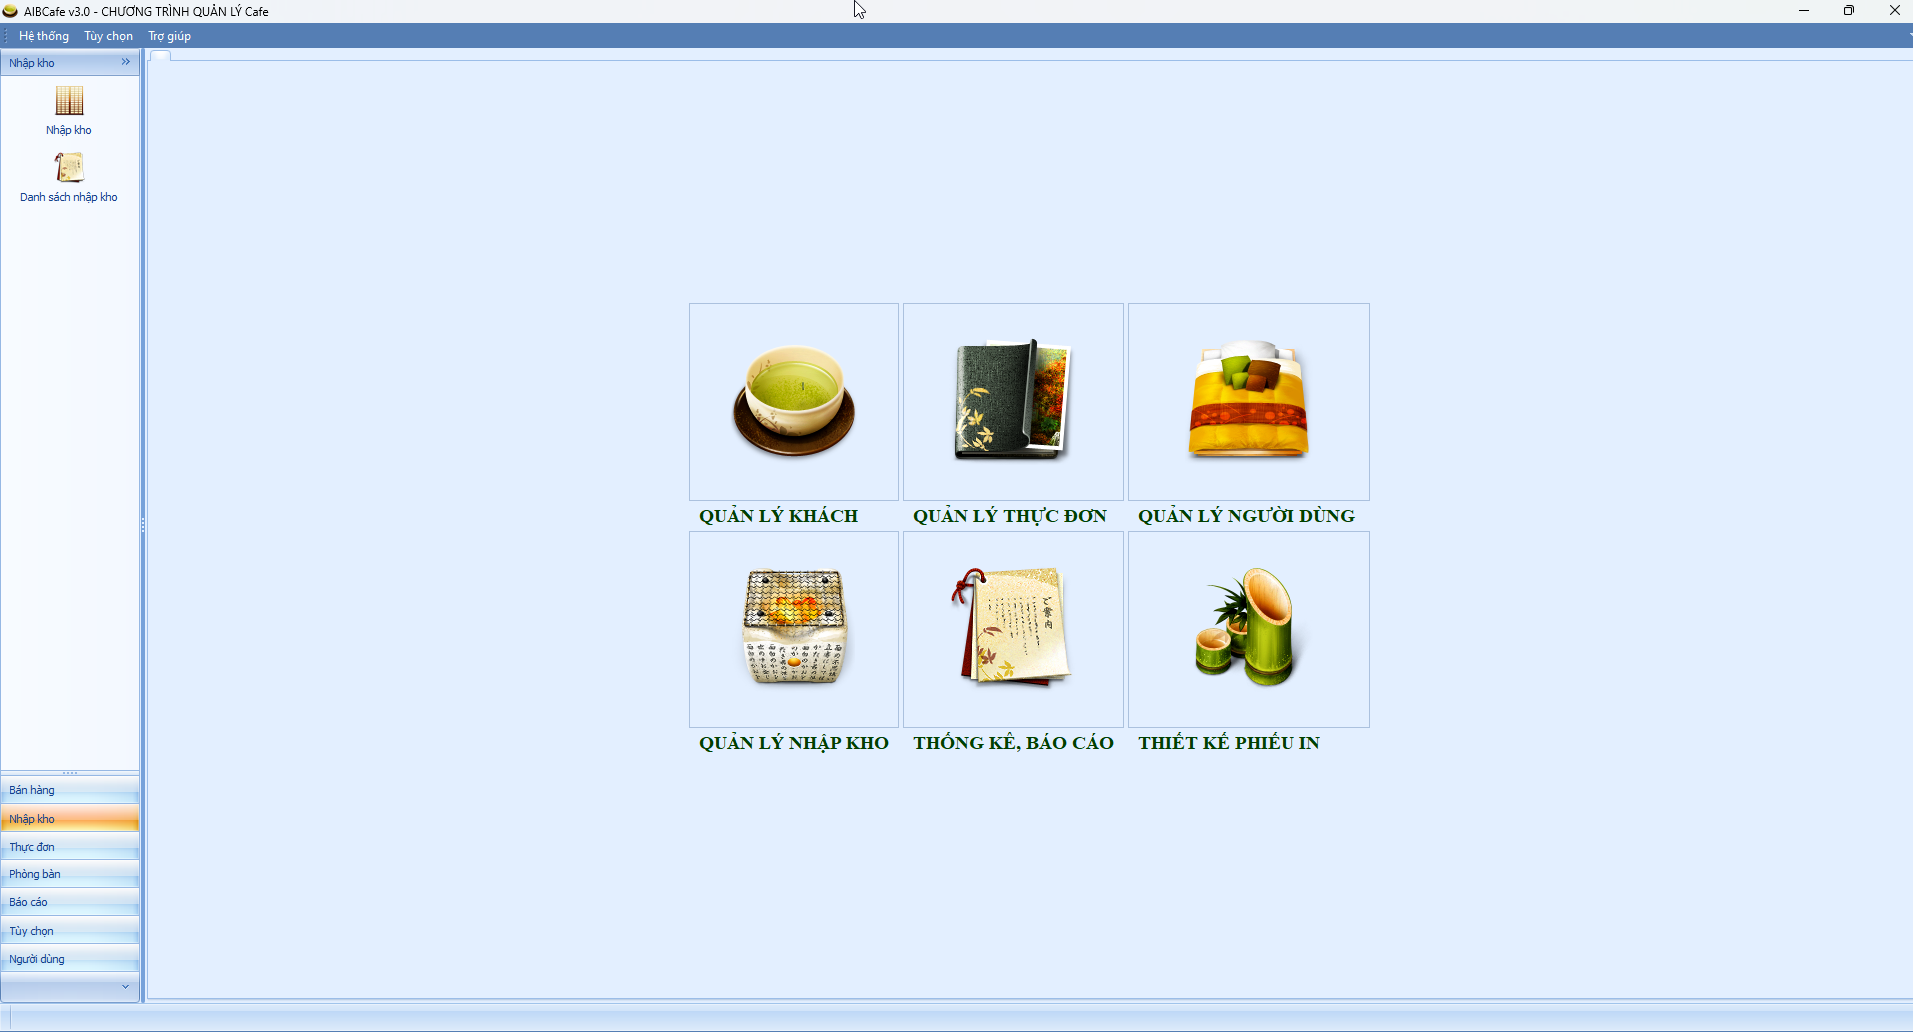 AIBCafe v3.0 - CHƯƠNG TRÌNH QUẢN LÝ Cafe
Hệ thống Tùy chọn Trợ giúp
Nhập kho
Nhập kho
Danh sách nhập kho
QUẢN LÝ KHÁCH QUẢN LÝ THỰC ĐƠN QUẢN LÝ NGƯỜI DÙNG
ご案内
QUẢN LÝ NHẬP KHO THỐNG KÊ, BÁO CÁO THIẾT KẾ PHIẾU IN
Bán hàng
Nhập kho
Thực đơn
Phòng bàn
Báo cáo
Tùy chọn
Người dùng